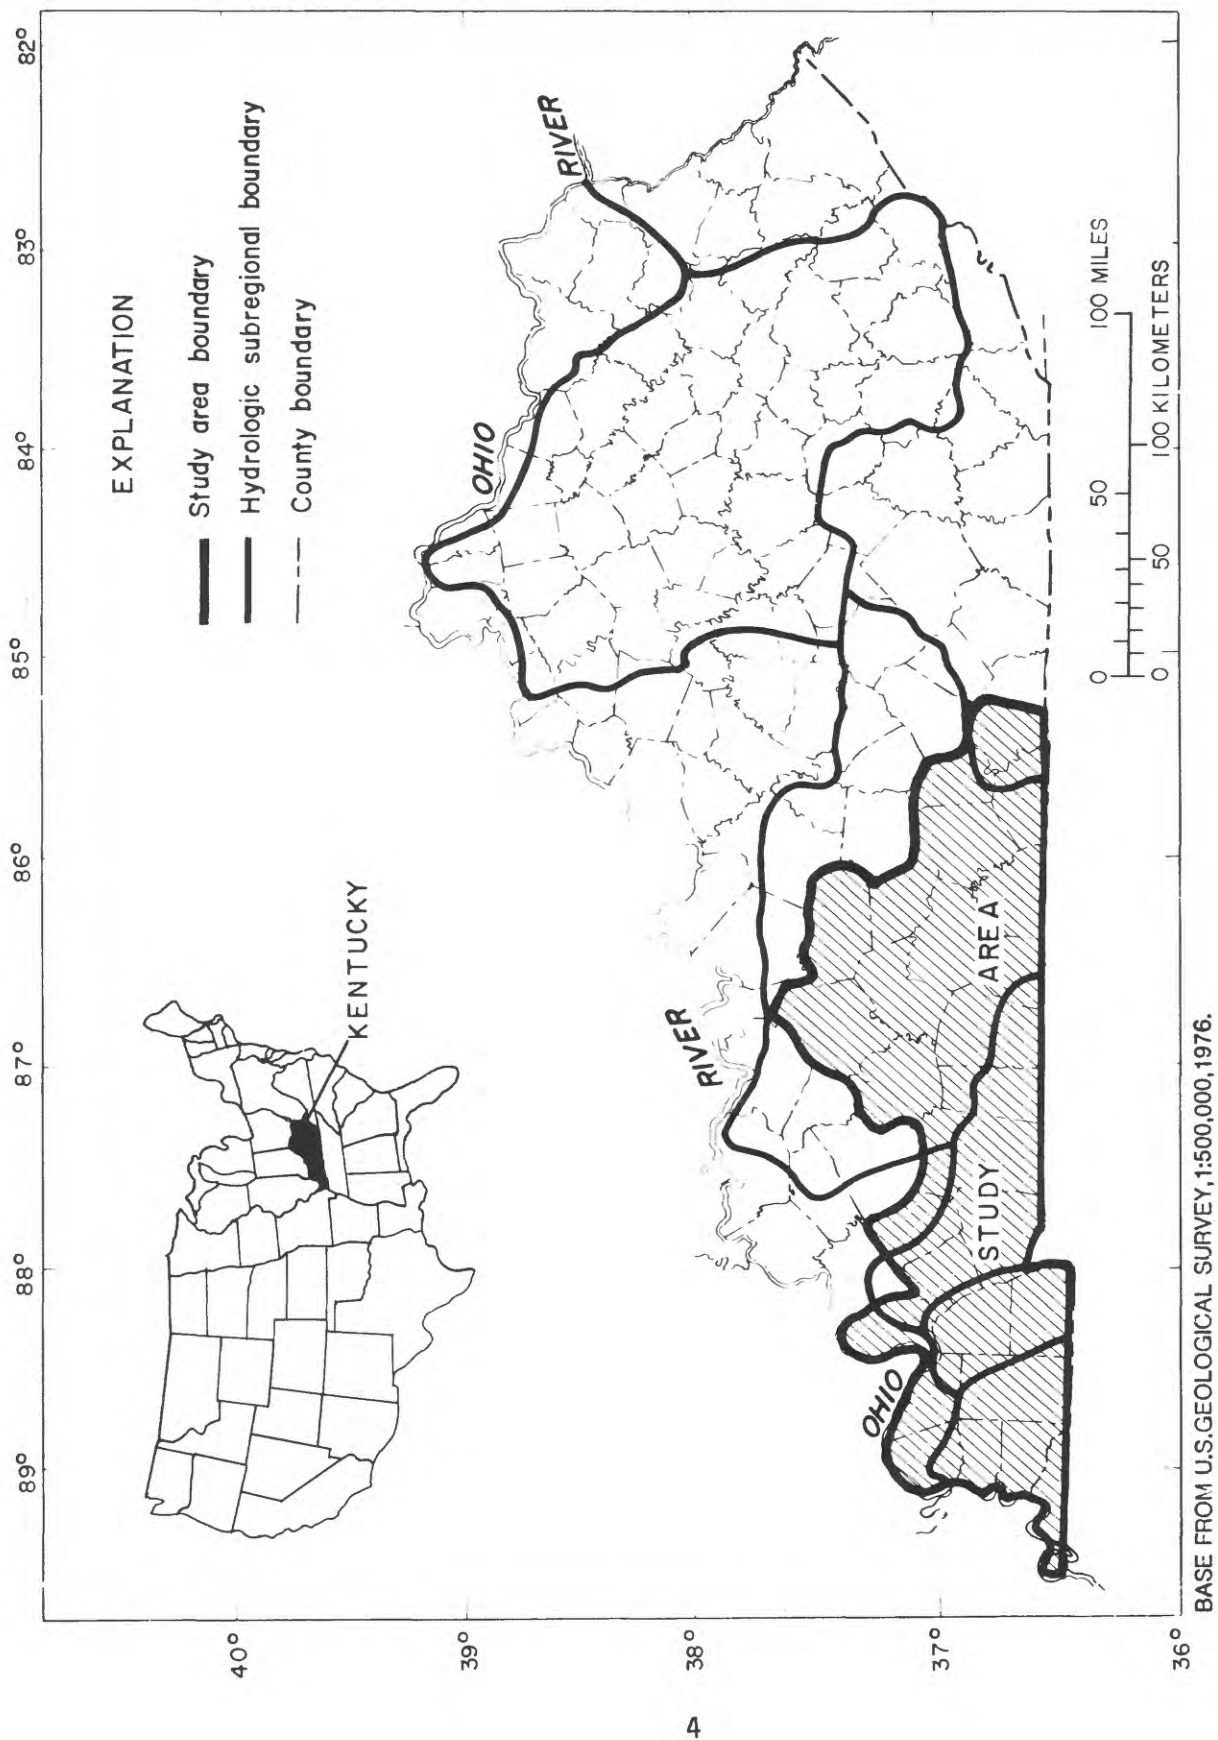 89°
88°
87°
86°
85°
84°
83°
82°
40°
39°
38°
37°
36°
KENTUCKY
EXPLANATION
Study area boundary
Hydrologic subregional boundary
County boundary
OHIO
RIVER
RIVER
OHIO
STUDY
AREA
0 50 100 MILES
0 50 100 KILOMETERS
BASE FROM U.S.GEOLOGICAL SURVEY,1:500,000,1976.
4